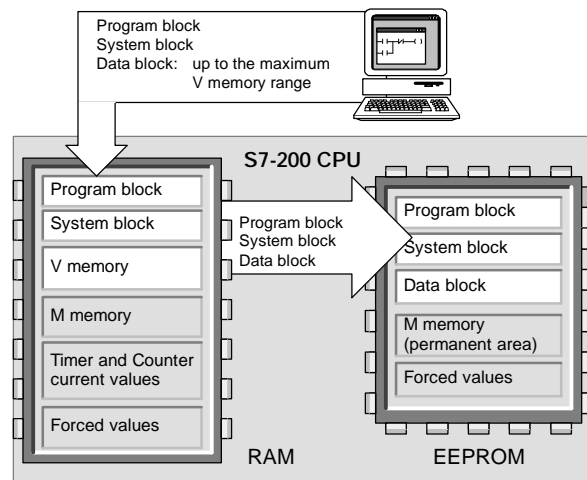 Program block
System block
Data block: up to the maximum
V memory range
S7-200 CPU
Program block
System block
V memory
M memory
Timer and Counter
current values
Forced values
RAM
Program block
System block
Data block
Program block
System block
Data block
M memory
(permanent area)
Forced values
EEPROM